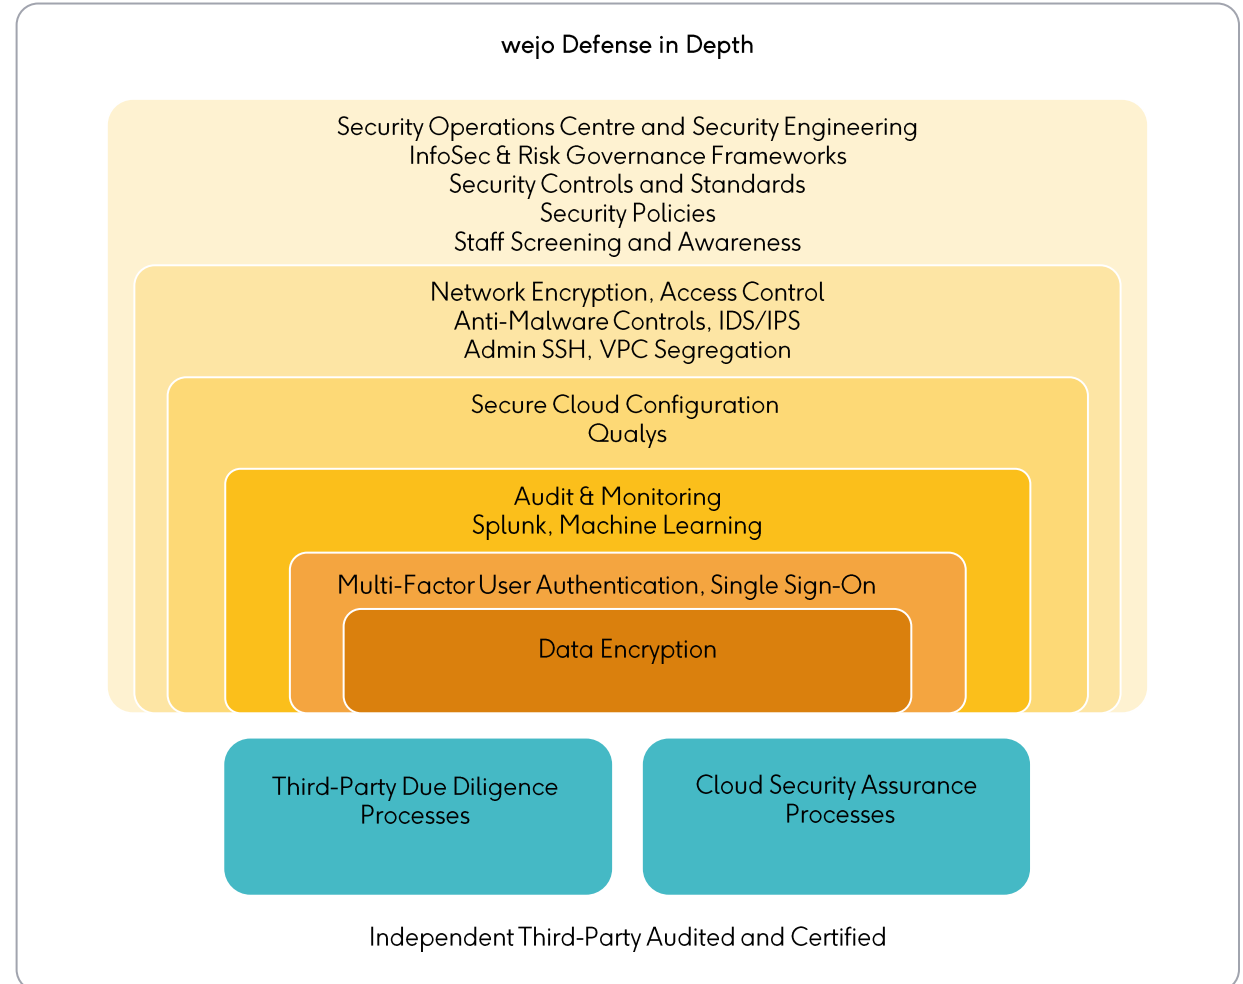 wejo Defense in Depth
Security Operations Centre and Security Engineering
InfoSec & Risk Governance Frameworks
Security Controls and Standards
Security Policies
Staff Screening and Awareness
Network Encryption, Access Control
Anti-Malware Controls, IDS/IPS
Admin SSH, VPC Segregation
Secure Cloud Configuration
Qualys
Audit & Monitoring
Splunk, Machine Learning
Multi-Factor User Authentication, Single Sign-On
Data Encryption
Third-Party Due Diligence
Processes
Cloud Security Assurance
Processes
Independent Third-Party Audited and Certified